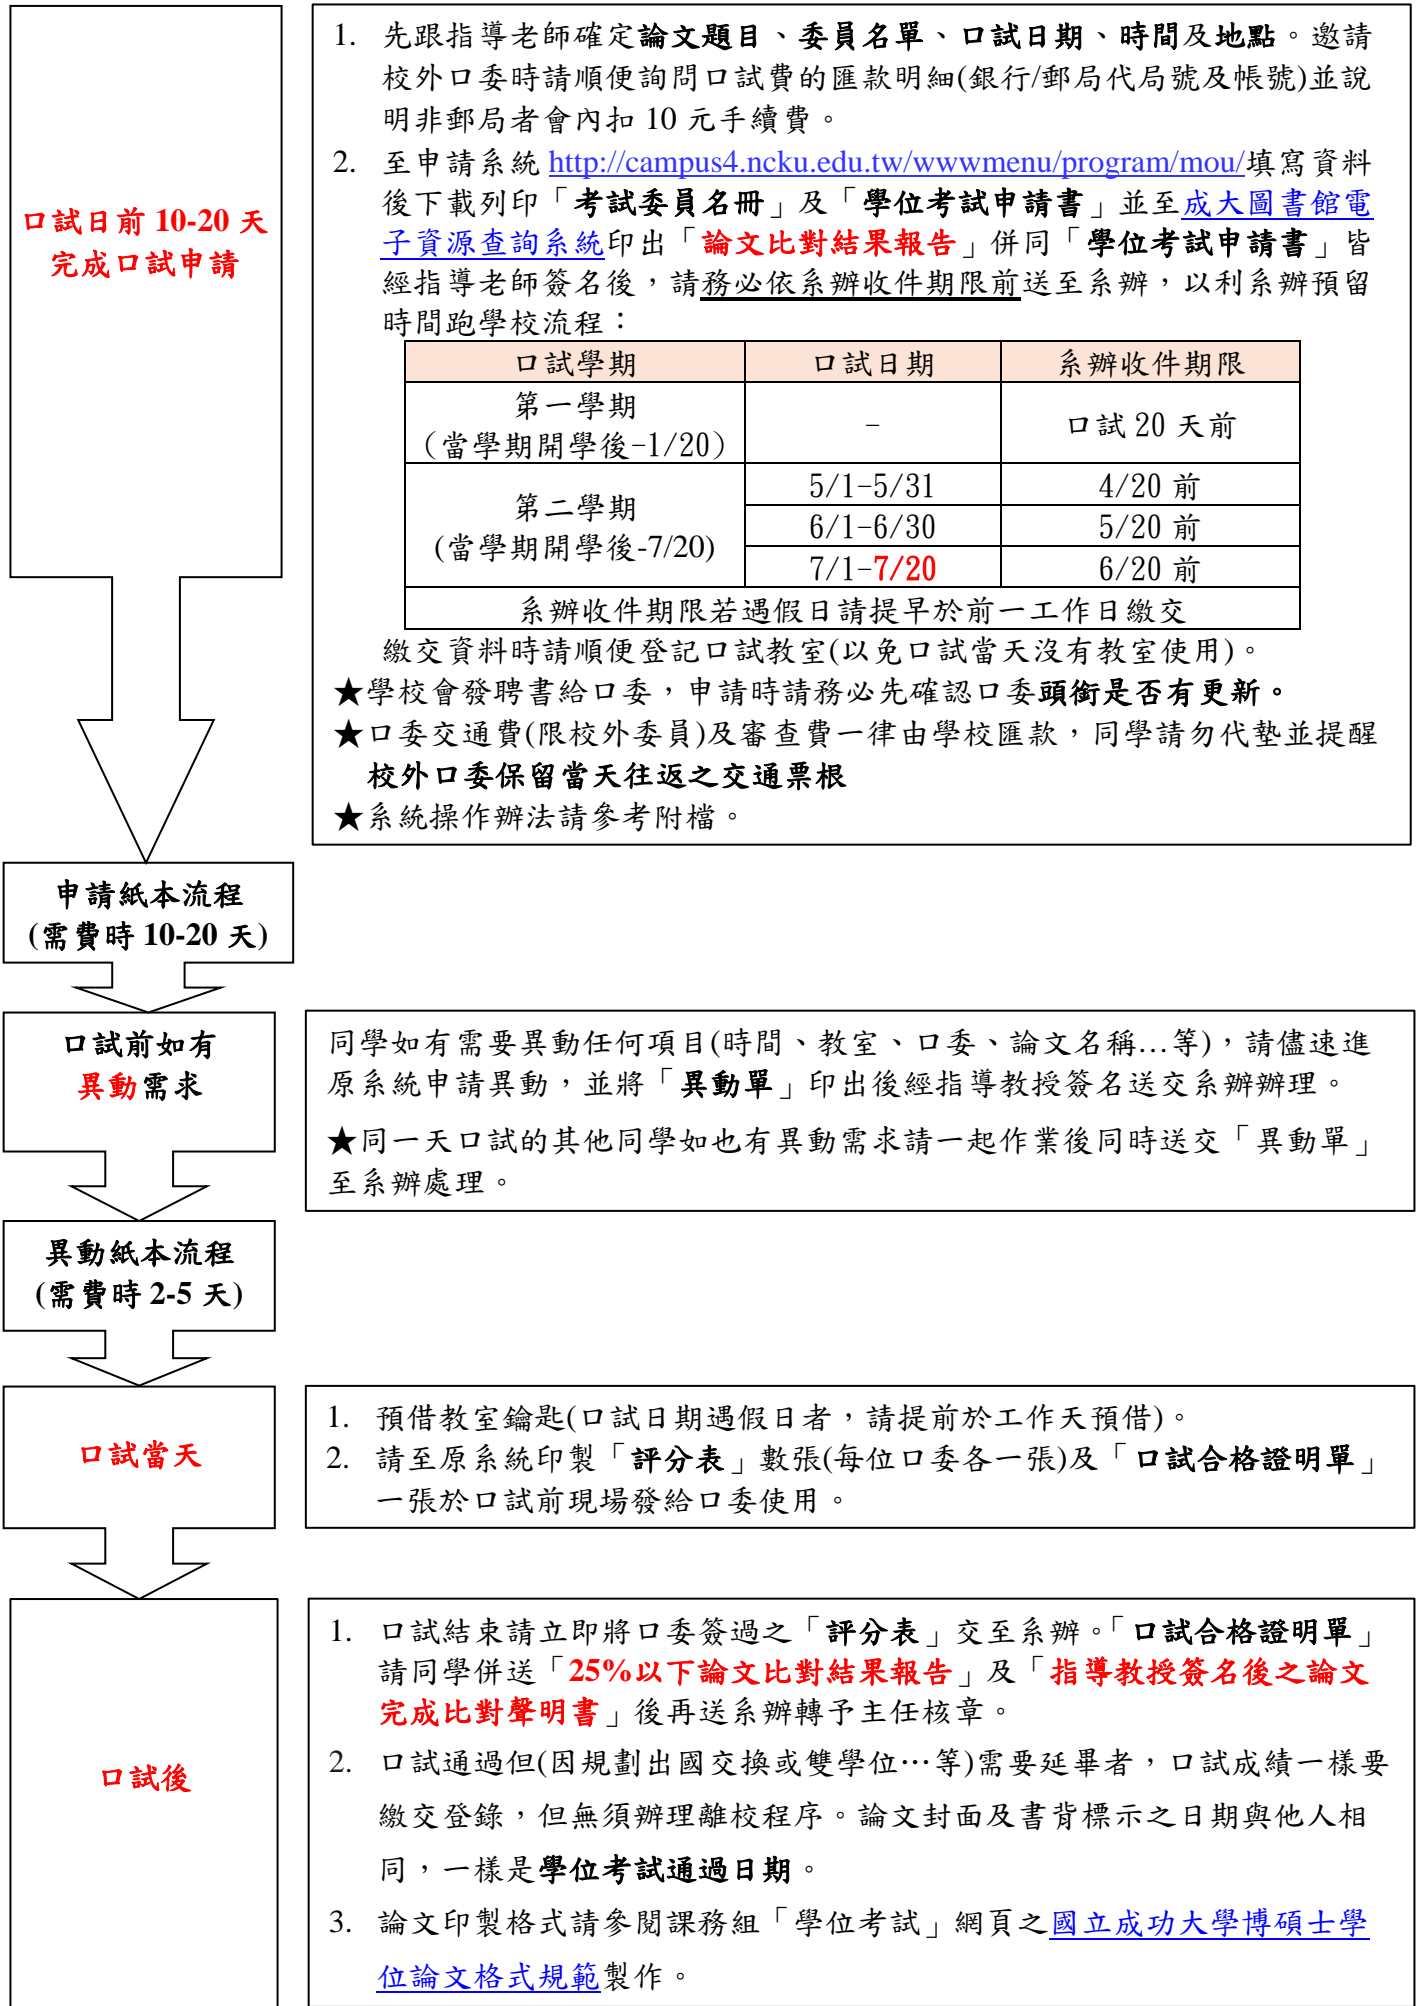 口試日前 10-20 天
完成口試申請
1. 先跟指導老師確定論文題目、委員名單、口試日期、時間及地點。邀請
校外口委時請順便詢問口試費的匯款明細(銀行/郵局代局號及帳號)並說
明非郵局者會內扣 10 元手續費。
2. 至申請系統 http://campus4.ncku.edu.tw/wwwmenu/program/mou/填寫資料
後下載列印「考試委員名冊」及「學位考試申請書」並至成大圖書館電
子資源查詢系統印出「論文比對結果報告」併同「學位考試申請書」皆
經指導老師簽名後，請務必依系辦收件期限前送至系辦，以利系辦預留
時間跑學校流程：
口試學期 口試日期 系辦收件期限
第一學期
（當學期開學後-1/20） - 口試 20 天前
第二學期
(當學期開學後-7/20)
5/1-5/31 4/20 前
6/1-6/30 5/20 前
7/1-7/20 6/20 前
系辦收件期限若遇假日請提早於前一工作日繳交
繳交資料時請順便登記口試教室(以免口試當天沒有教室使用)。
★學校會發聘書給口委，申請時請務必先確認口委頭銜是否有更新。
★口委交通費(限校外委員)及審查費一律由學校匯款，同學請勿代墊並提醒
校外口委保留當天往返之交通票根
★系統操作辦法請參考附檔。
申請紙本流程
(需費時 10-20 天)
口試前如有
異動需求
同學如有需要異動任何項目(時間、教室、口委、論文名稱…等)，請儘速進
原系統申請異動，並將「異動單」印出後經指導教授簽名送交系辦辦理。
★同一天口試的其他同學如也有異動需求請一起作業後同時送交「異動單」
至系辦處理。
異動紙本流程
(需費時 2-5 天)
口試當天
1. 預借教室鑰匙(口試日期遇假日者，請提前於工作天預借)。
2. 請至原系統印製「評分表」數張(每位口委各一張)及「口試合格證明單」
一張於口試前現場發給口委使用。
口試後
1. 口試結束請立即將口委簽過之「評分表」交至系辦。「口試合格證明單」
請同學併送「25%以下論文比對結果報告」及「指導教授簽名後之論文
完成比對聲明書」後再送系辦轉予主任核章。
2. 口試通過但(因規劃出國交換或雙學位…等)需要延畢者，口試成績一樣要
繳交登錄，但無須辦理離校程序。論文封面及書背標示之日期與他人相
同，一樣是學位考試通過日期。
3. 論文印製格式請參閱課務組「學位考試」網頁之國立成功大學博碩士學
位論文格式規範製作。